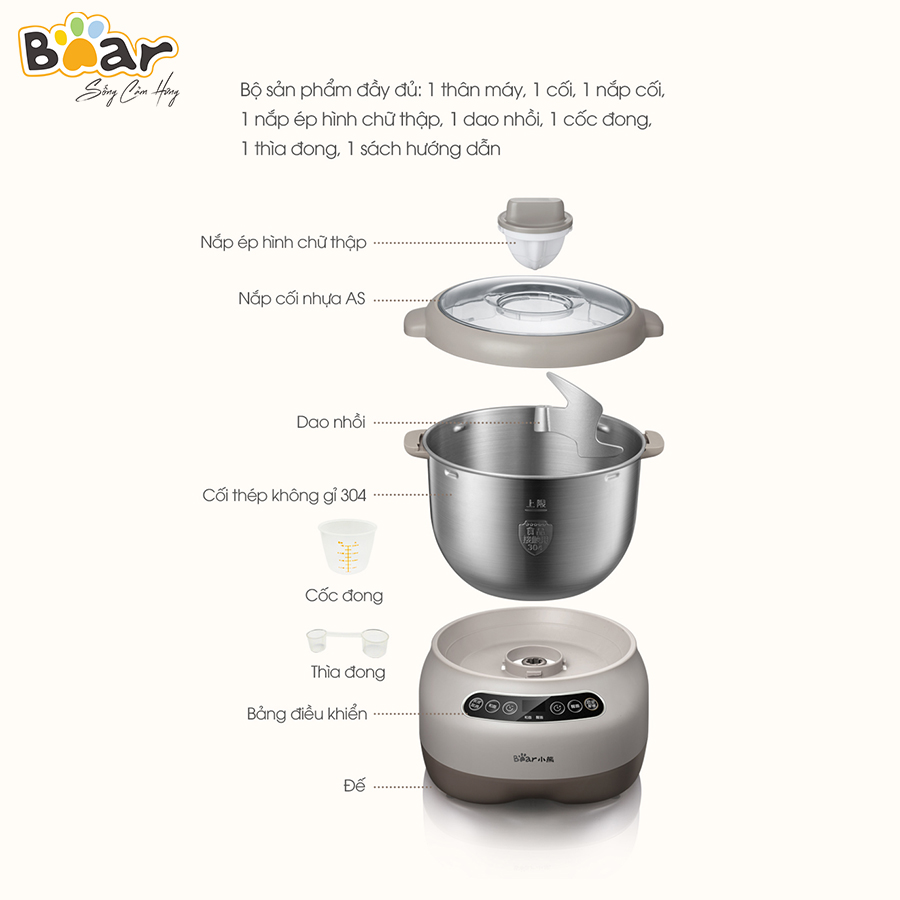 Bear
Sống Cảm Hứng
Bộ sản phẩm đầy đủ: 1 thân máy, 1 cối, 1 nắp cối,
1 nắp ép hình chữ thập, 1 dao nhồi, 1 cốc đong,
1 thìa đong, 1 sách hướng dẫn
Nắp ép hình chữ thập
Nắp cối nhựa AS
Dao nhồi
Cối thép không gỉ 304
上限
304
Cốc đong
Thìa đong
Bảng điều khiển
Bear小熊
Đế